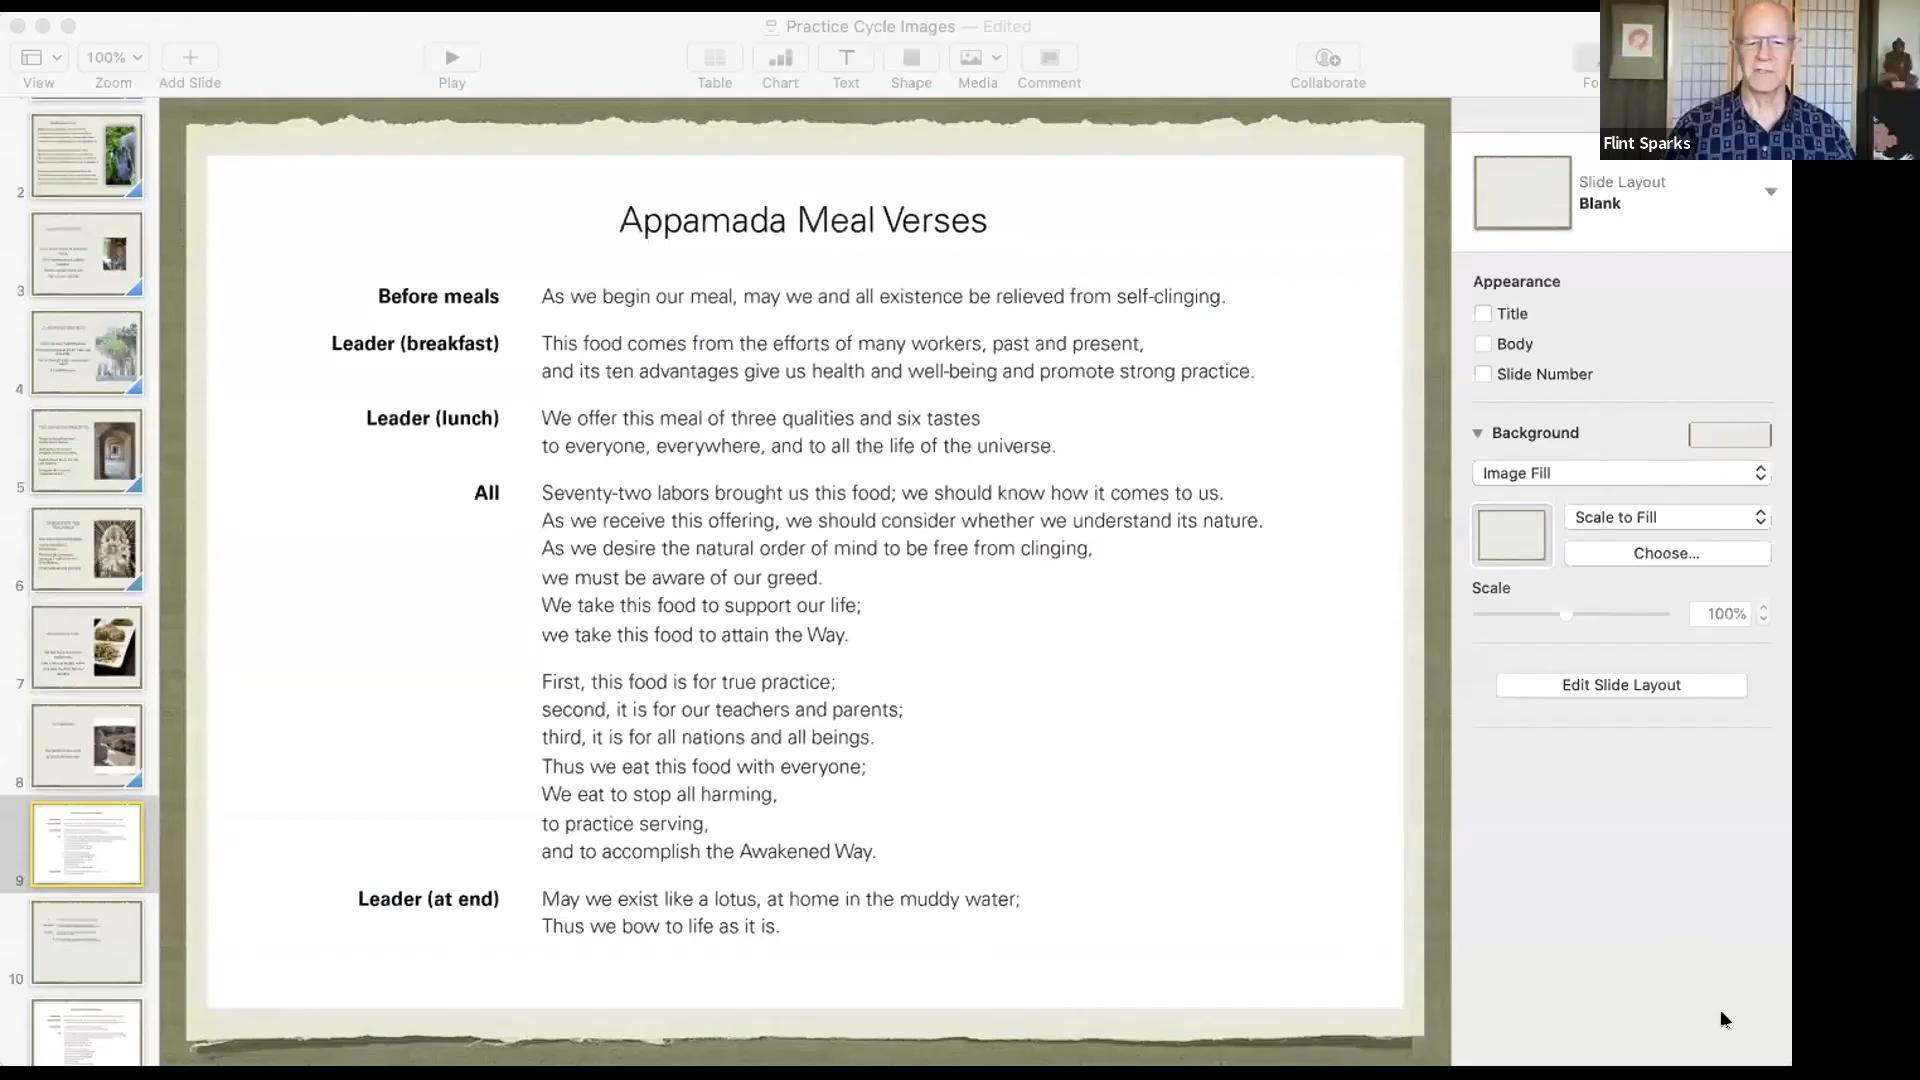 Practice Cycle Images — Edited
100%
View
Zoom
Add Slide
Play
Table
Chart
Text
Shape
Media
Comment
Collaborate
Fo
Flint Sparks
2
3
4
5
6
7
8
9
10
Appamada Meal Verses
Before meals As we begin our meal, may we and all existence be relieved from self-clinging.
Leader (breakfast) This food comes from the efforts of many workers, past and present,
and its ten advantages give us health and well-being and promote strong practice.
Leader (lunch) We offer this meal of three qualities and six tastes
to everyone, everywhere, and to all the life of the universe.
All Seventy-two labors brought us this food; we should know how it comes to us.
As we receive this offering, we should consider whether we understand its nature.
As we desire the natural order of mind to be free from clinging,
we must be aware of our greed.
We take this food to support our life;
we take this food to attain the Way.
First, this food is for true practice;
second, it is for our teachers and parents;
third, it is for all nations and all beings.
Thus we eat this food with everyone;
We eat to stop all harming,
to practice serving,
and to accomplish the Awakened Way.
Leader (at end) May we exist like a lotus, at home in the muddy water;
Thus we bow to life as it is.
Slide Layout
Blank
Appearance
Title
Body
Slide Number
Background
Image Fill
Scale to Fill
Choose...
Scale
100%
Edit Slide Layout